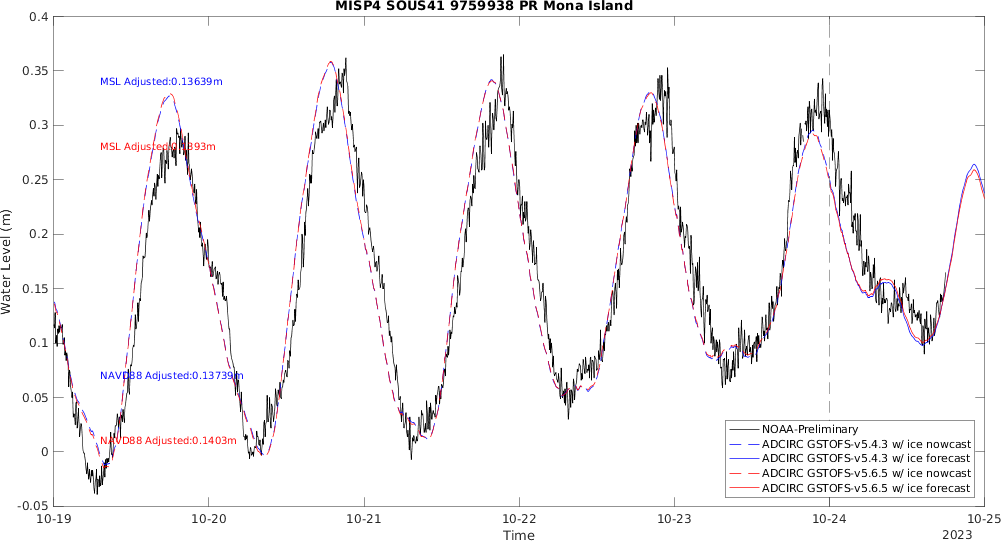 MISP4 SOUS41 9759938 PR Mona Island
0.4
0.35
MSL Adjusted:0.13639m
0.3
MSL Adjusted:0.1393m
0.25
Water Level (m)
0.2
0.15
0.1
NAVD88 Adjusted:0.13739m
0.05
NAVD88 Adjusted:0.1403m
0
-0.05
NOAA-Preliminary
ADCIRC GSTOFS-v5.4.3 w/ ice nowcast
ADCIRC GSTOFS-v5.4.3 w/ ice forecast
ADCIRC GSTOFS-v5.6.5 w/ ice nowcast
ADCIRC GSTOFS-v5.6.5 w/ ice forecast
10-19 10-20 10-21 10-22 10-23 10-24 10-25
Time
2023